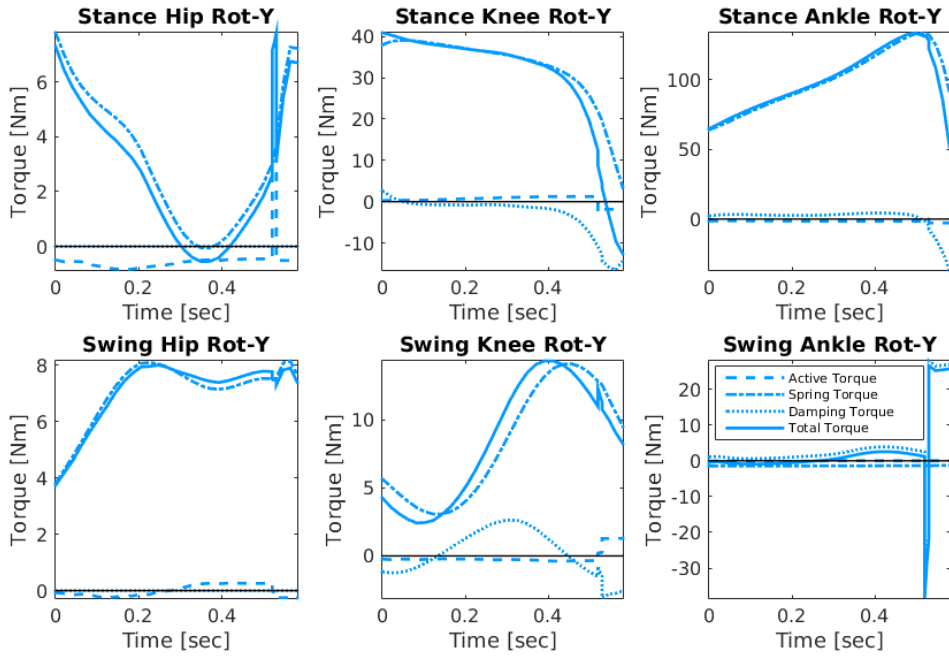 Stance Hip Rot-Y
Stance Knee Rot-Y
Stance Ankle Rot-Y
Torque [Nm]
6
4
2
0
0
0.2
0.4
Time [sec]
Torque [Nm]
40
30
20
10
0
-10
0
0.2
0.4
Time [sec]
Torque [Nm]
100
50
0
0
0.2
0.4
Time [sec]
Swing Hip Rot-Y
Swing Knee Rot-Y
Swing Ankle Rot-Y
Torque [Nm]
8
6
4
2
0
0
0.2
0.4
Time [sec]
Torque [Nm]
10
5
0
0
0.2
0.4
Time [sec]
Torque [Nm]
20
10
0
-10
-20
-30
0
0.2
0.4
Time [sec]
Active Torque
Spring Torque
Damping Torque
Total Torque